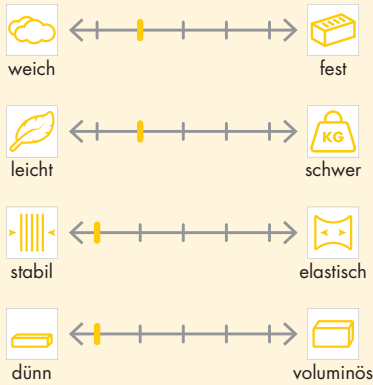 weich fest
KG
leicht schwer
stabil elastisch
dünn voluminös